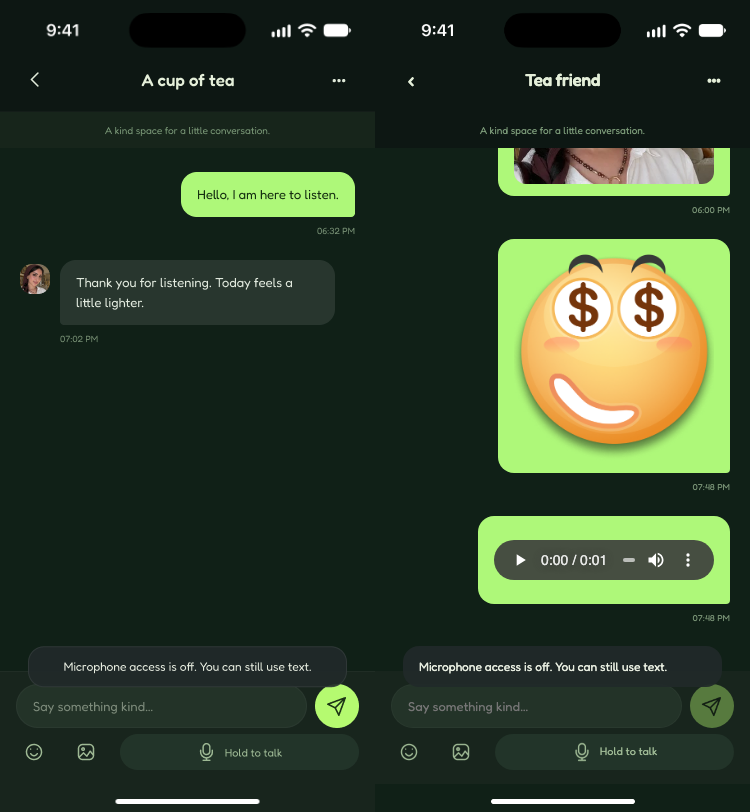 9:41
A cup of tea
A kind space for a little conversation.
Hello, I am here to listen.
06:32 PM
Thank you for listening. Today feels a
little lighter.
07:02 PM
Microphone access is off. You can still use text.
Say something kind...
Hold to talk
9:41
Tea friend
A kind space for a little conversation.
06:00 PM
$ $
07:48 PM
0:00 / 0:01
07:48 PM
Microphone access is off. You can still use text.
Say something kind...
Hold to talk